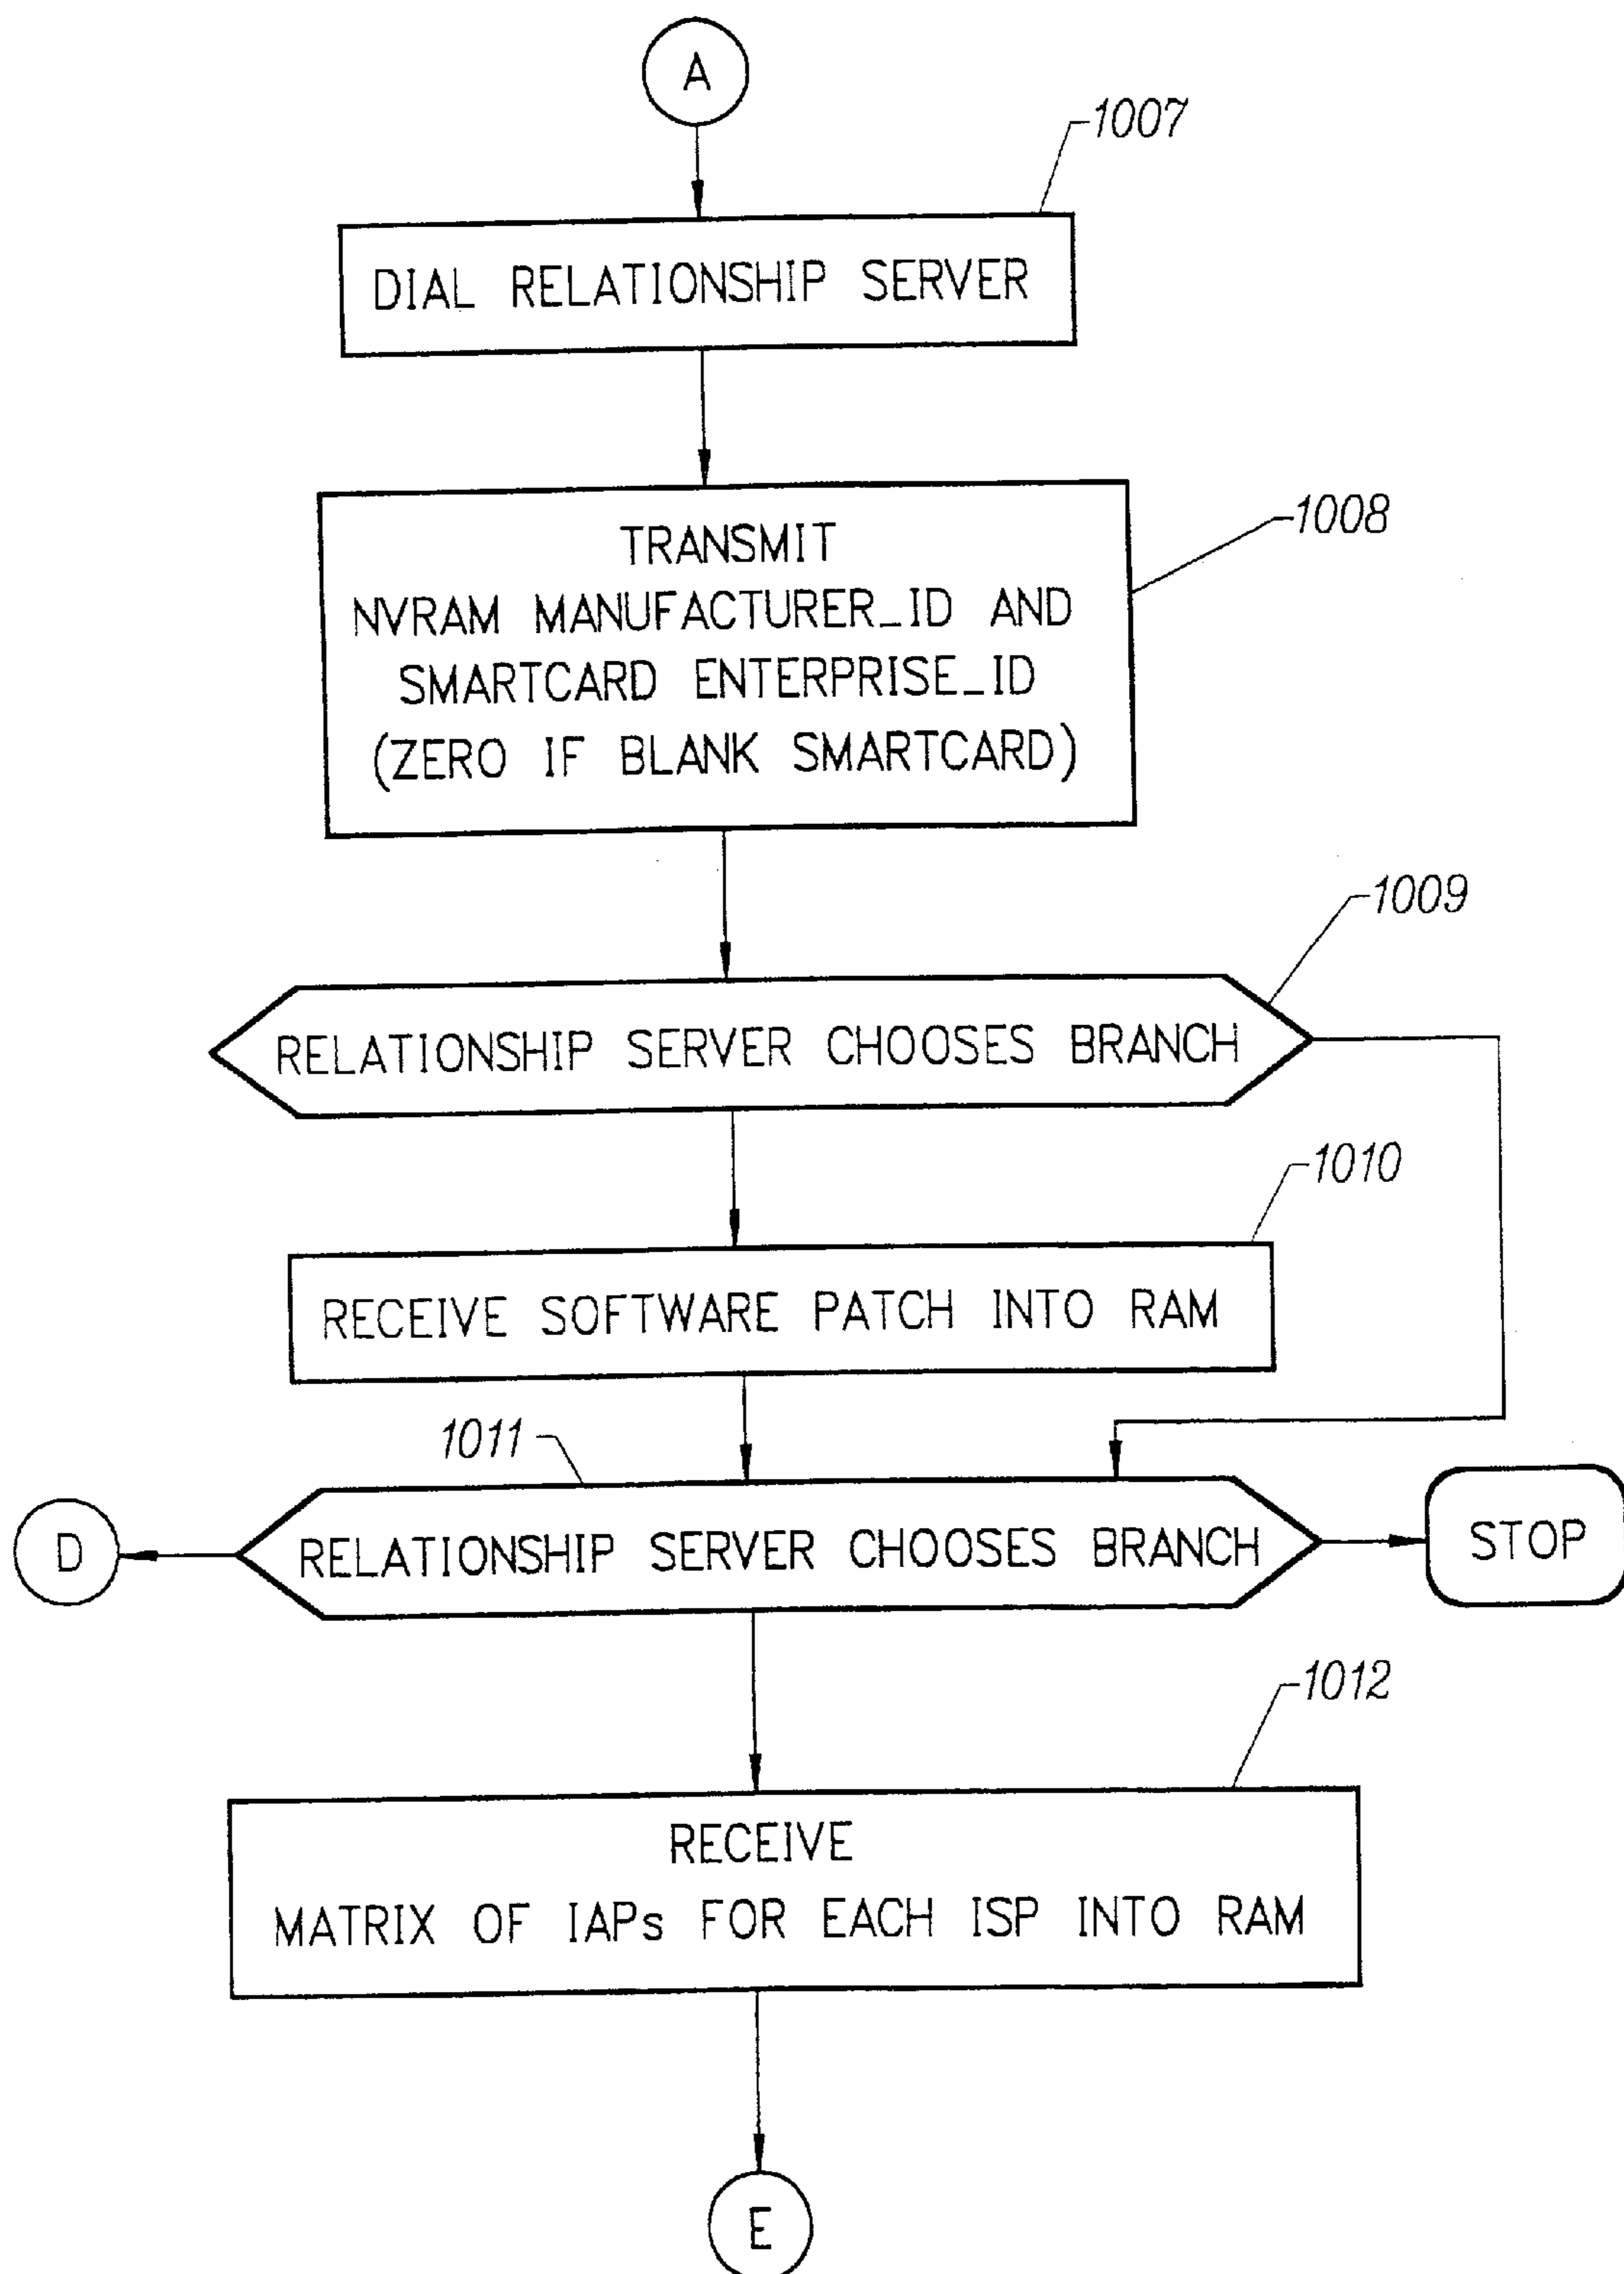 A
1007
DIAL RELATIONSHIP SERVER
1008
TRANSMIT
NVRAM MANUFACTURER_ID AND
SMARTCARD ENTERPRISE_ID
(ZERO IF BLANK SMARTCARD)
1009
RELATIONSHIP SERVER CHOOSES BRANCH
1010
RECEIVE SOFTWARE PATCH INTO RAM
1011
D
RELATIONSHIP SERVER CHOOSES BRANCH
STOP
1012
RECEIVE
MATRIX OF IAPs FOR EACH ISP INTO RAM
E